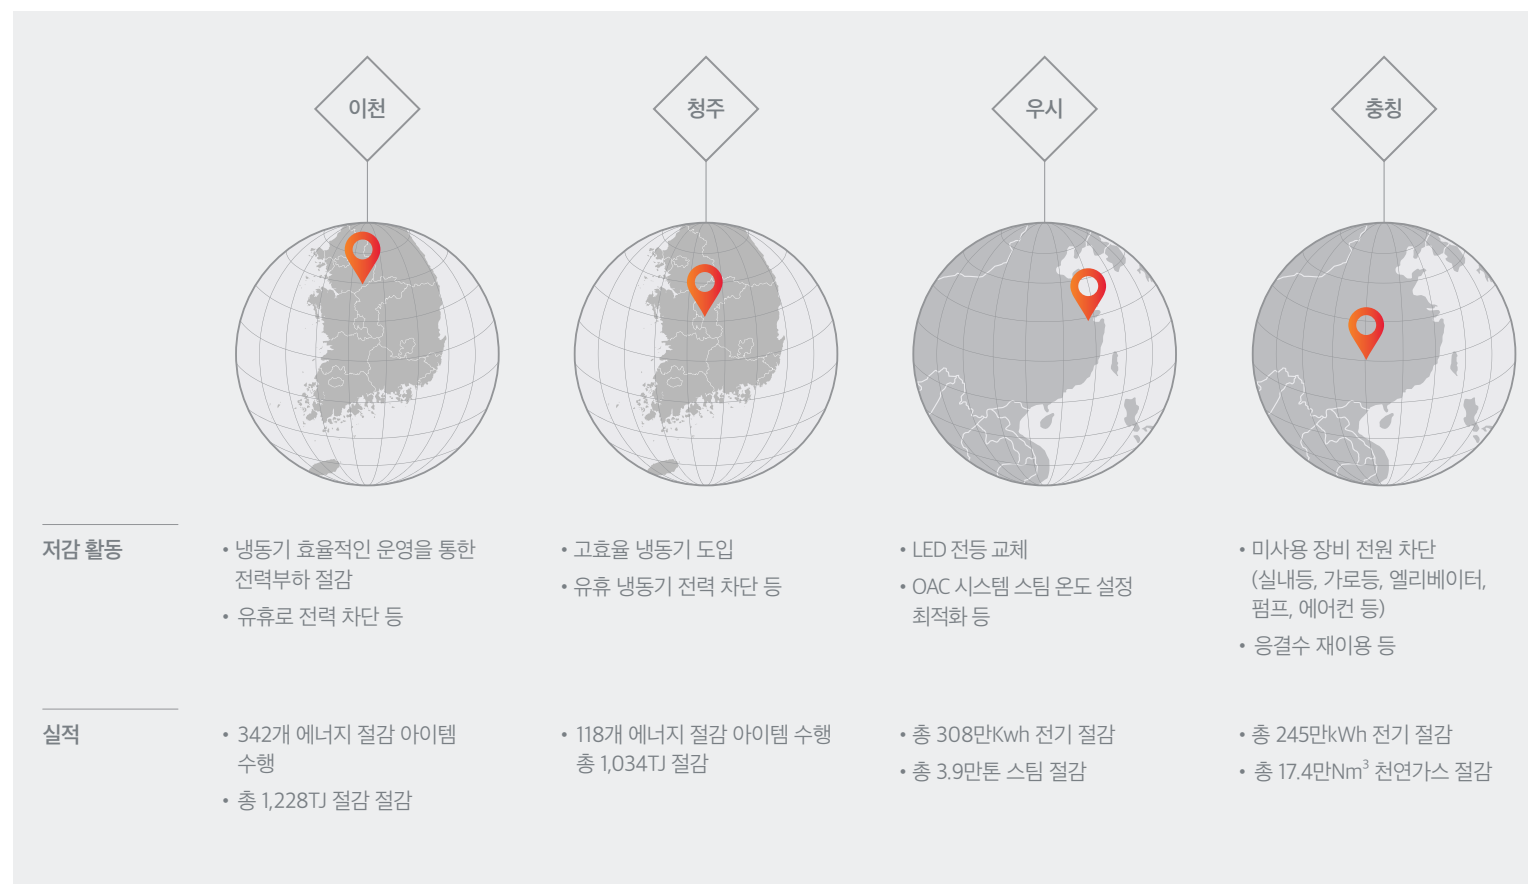 이천
청주
우시
충칭
저감 활동
• 냉동기 효율적인 운영을 통한
전력부하 절감
• 유휴로 전력 차단 등
• 고효율 냉동기 도입
• 유휴 냉동기 전력 차단 등
• LED 전등 교체
• OAC 시스템 스팀 온도 설정
최적화 등
• 미사용 장비 전원 차단
(실내등, 가로등, 엘리베이터,
펌프, 에어컨 등)
• 응결수 재이용 등
실적
• 342개 에너지 절감 아이템
수행
• 총 1,228TJ 절감 절감
• 118개 에너지 절감 아이템 수행
총 1,034TJ 절감
• 총 308만Kwh 전기 절감
• 총 3.9만톤 스팀 절감
• 총 245만kWh 전기 절감
• 총 17.4만Nm³ 천연가스 절감